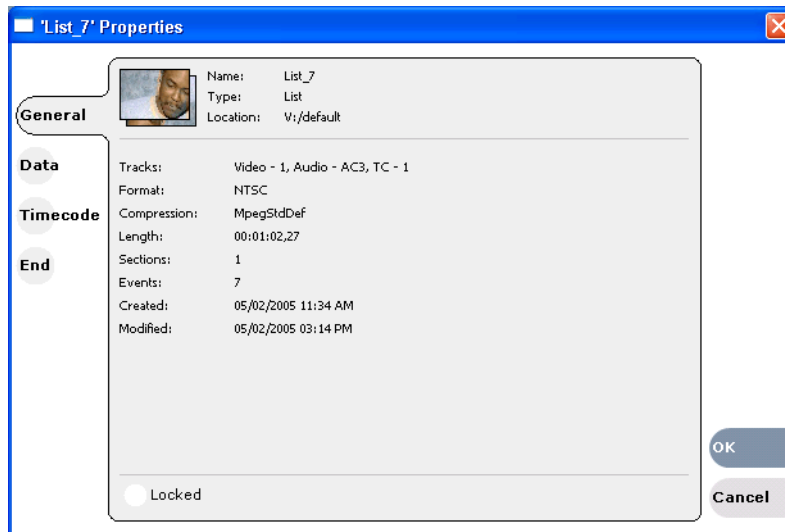 'List_7' Properties
General
Data
Timecode
End
Name: List_7
Type: List
Location: V:/default
Tracks: Video - 1, Audio - AC3, TC - 1
Format: NTSC
Compression: MpegStdDef
Length: 00:01:02,27
Sections: 1
Events: 7
Created: 05/02/2005 11:34 AM
Modified: 05/02/2005 03:14 PM
Locked
OK
Cancel